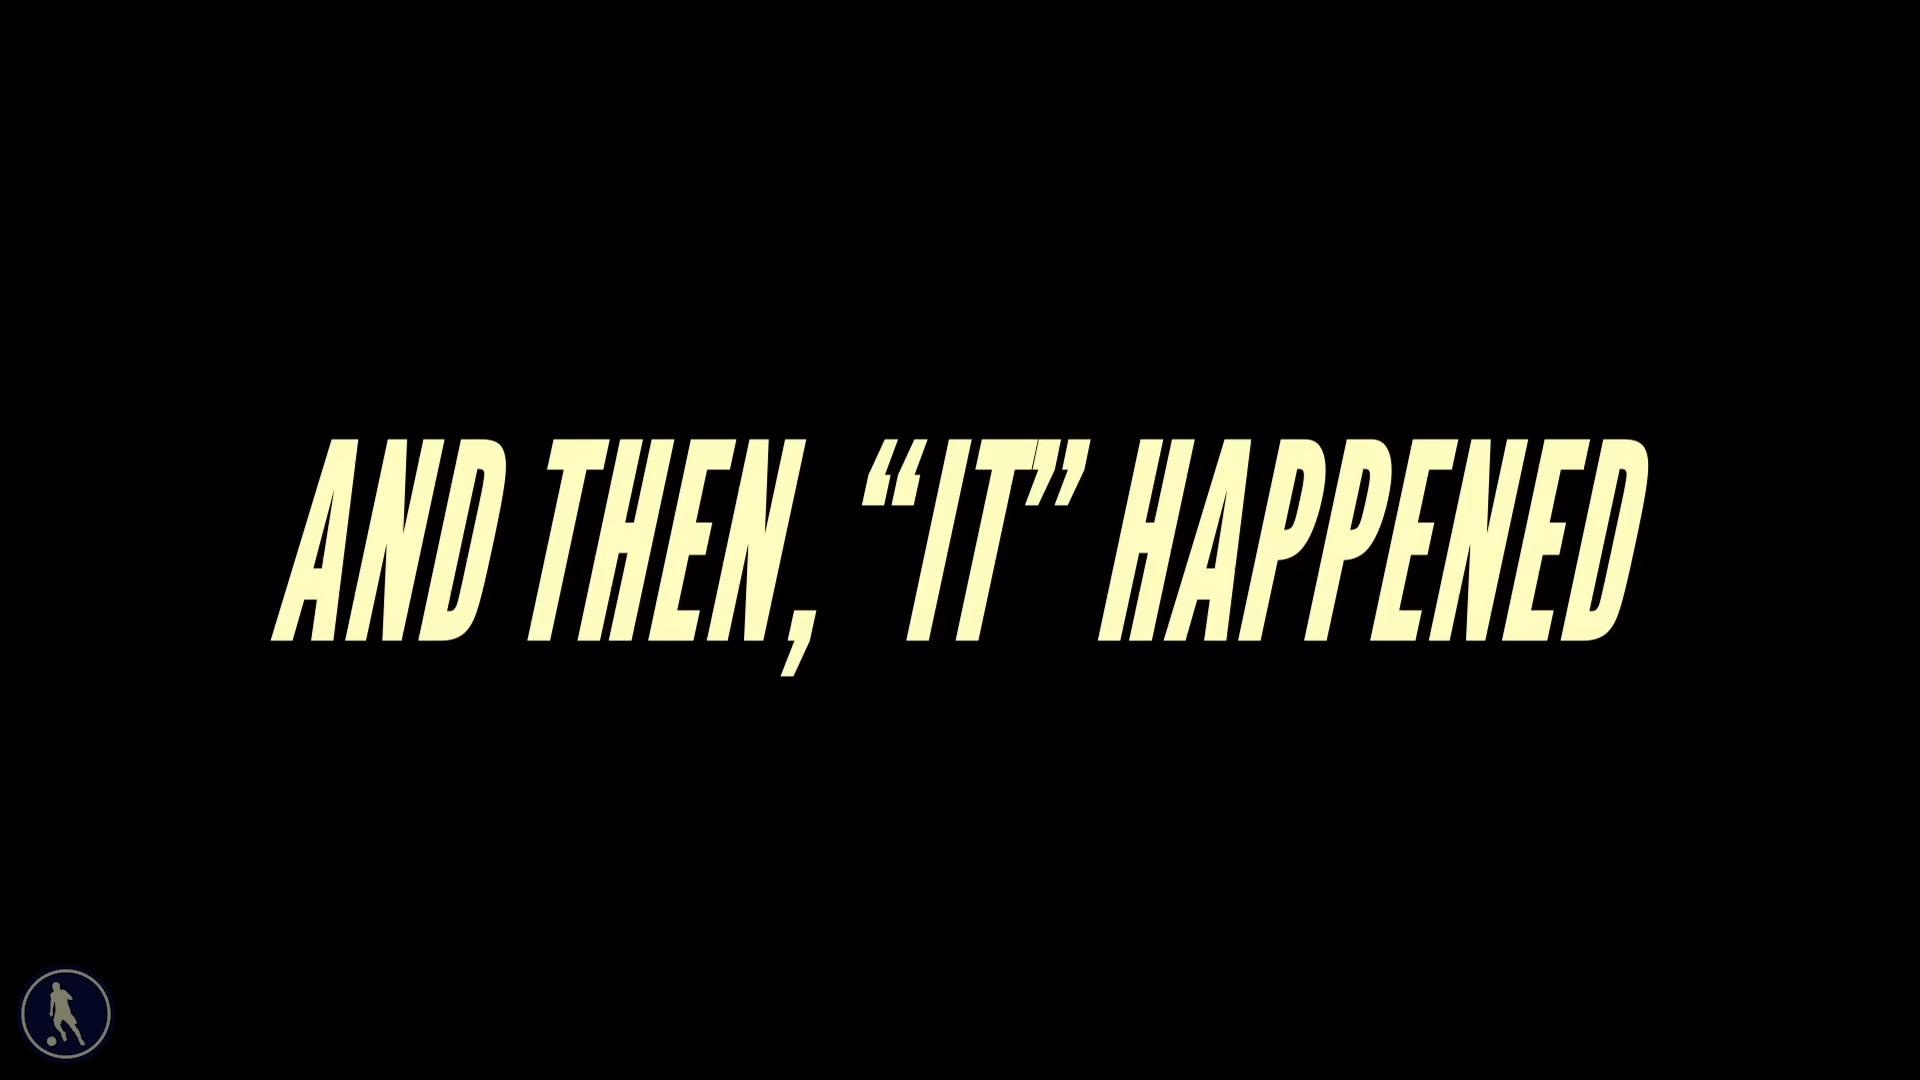 AND THEN, “IT” HAPPENED